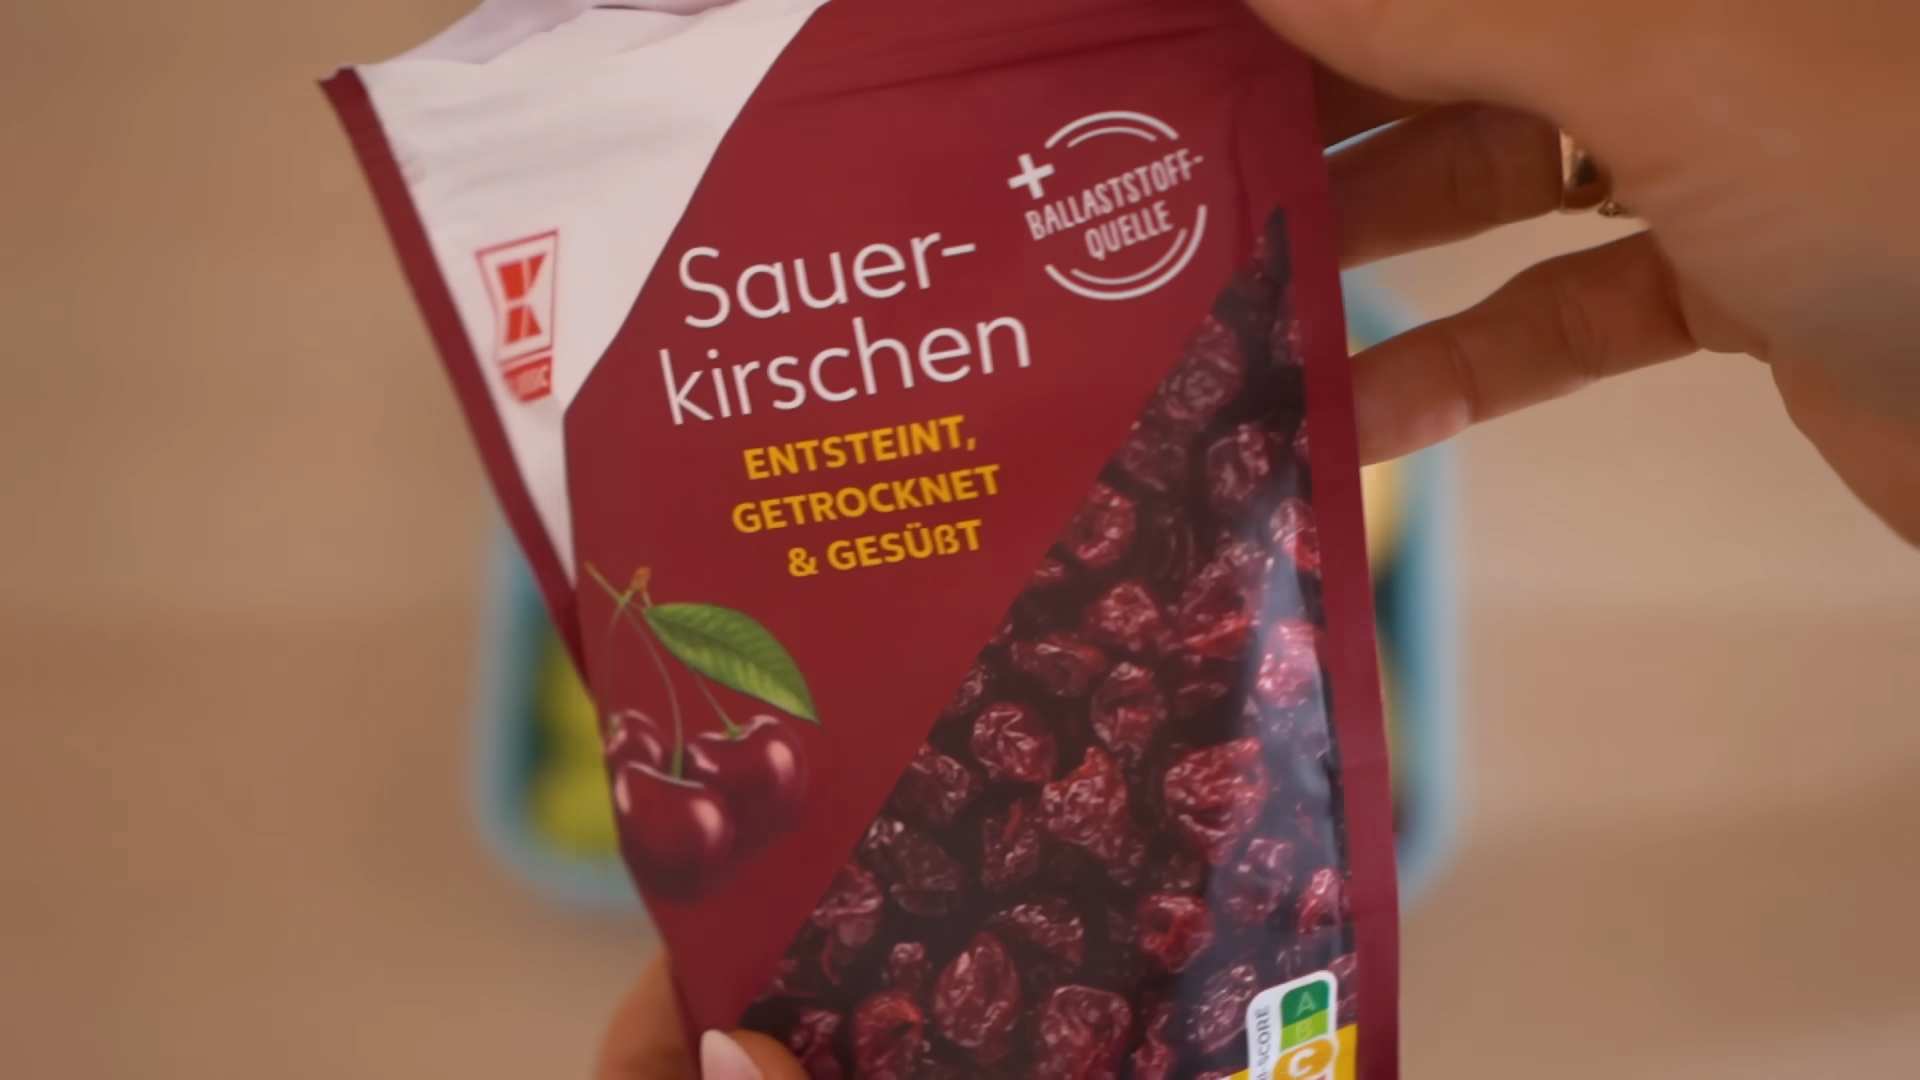 +
BALLASTSTOFF-
QUELLE
Sauer-
kirschen
ENTSTEINT,
GETROCKNET
& GESÜßT
K
A
B
C